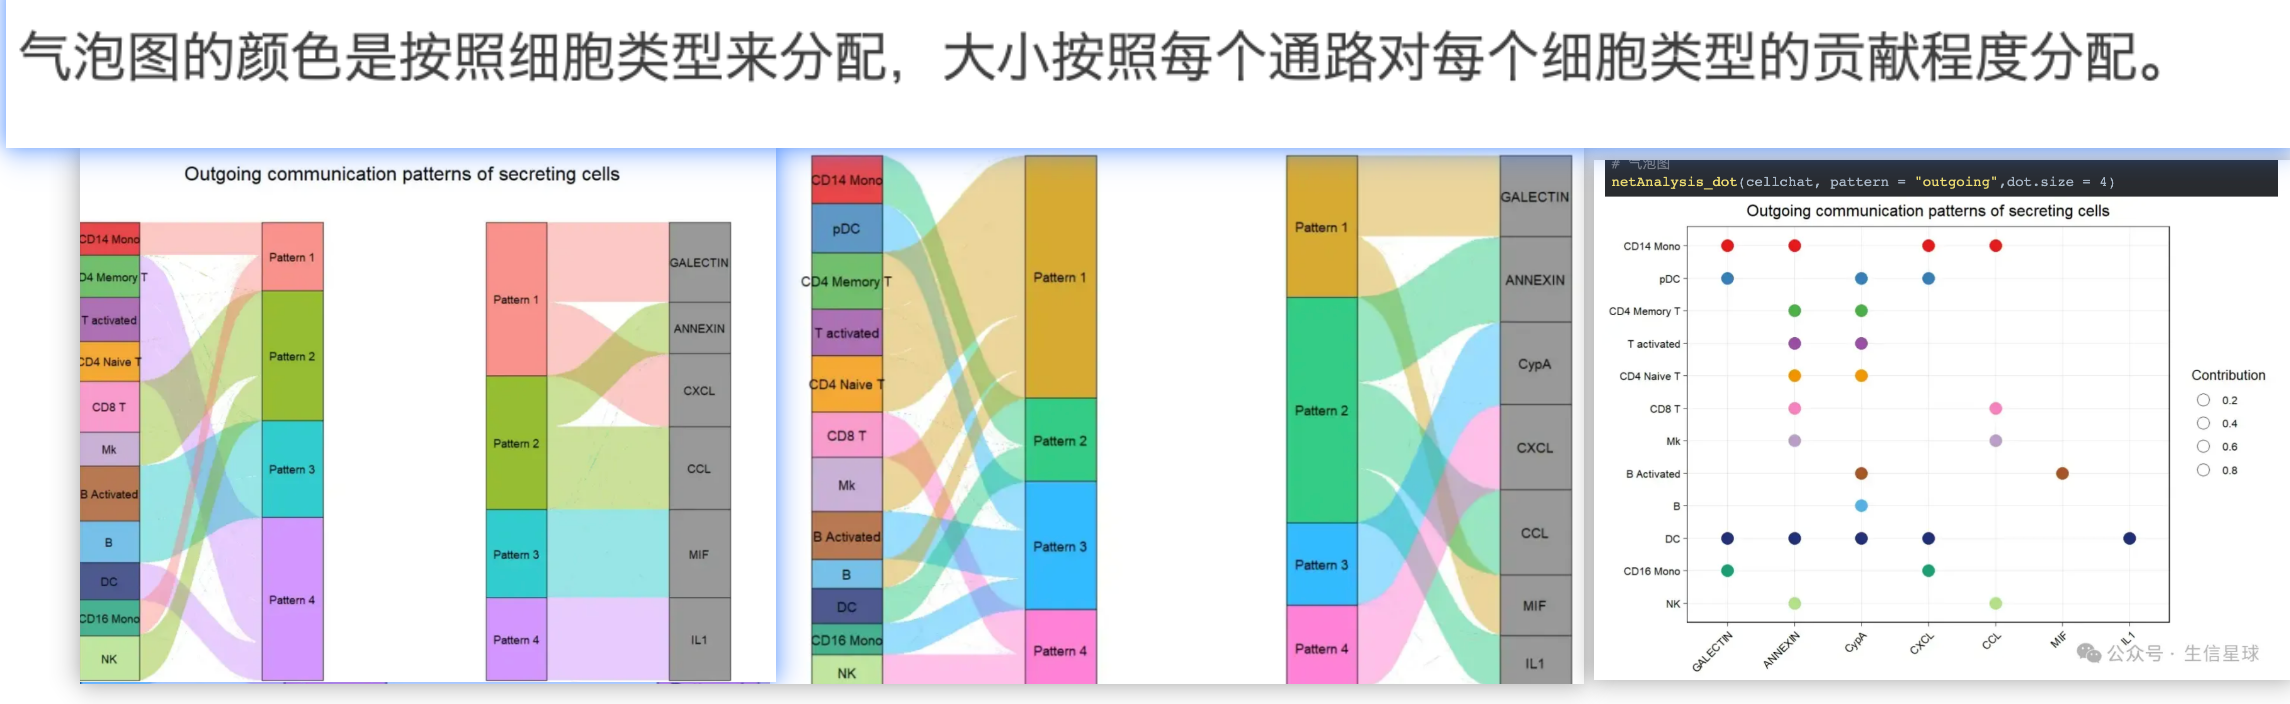 气泡图的颜色是按照细胞类型来分配，大小按照每个通路对每个细胞类型的贡献程度分配。
Outgoing communication patterns of secreting cells
CD14 Mono
D4 Memory T
T activated
CD4 Naive T
CD8 T
Mk
B Activated
B
DC
CD16 Mono
NK
Pattern 1
Pattern 2
Pattern 3
Pattern 4
Pattern 1
Pattern 2
Pattern 3
Pattern 4
GALECTIN
ANNEXIN
CXCL
CCL
MIF
IL1
CD14 Mono
pDC
CD4 Memory T
T activated
CD4 Naive T
CD8 T
Mk
B Activated
B
DC
CD16 Mono
NK
Pattern 1
Pattern 2
Pattern 3
Pattern 4
Pattern 1
Pattern 2
Pattern 3
Pattern 4
GALECTIN
ANNEXIN
CypA
CXCL
CCL
MIF
IL1
# 气泡图
netAnalysis_dot(cellchat, pattern = "outgoing",dot.size = 4)
Outgoing communication patterns of secreting cells
CD14 Mono
pDC
CD4 Memory T
T activated
CD4 Naive T
CD8 T
Mk
B Activated
B
DC
CD16 Mono
NK
GALECTIN
ANNEXIN
CypA
CXCL
CCL
MIF
IL1
Contribution
0.2
0.4
0.6
0.8
公众号 · 生信星球